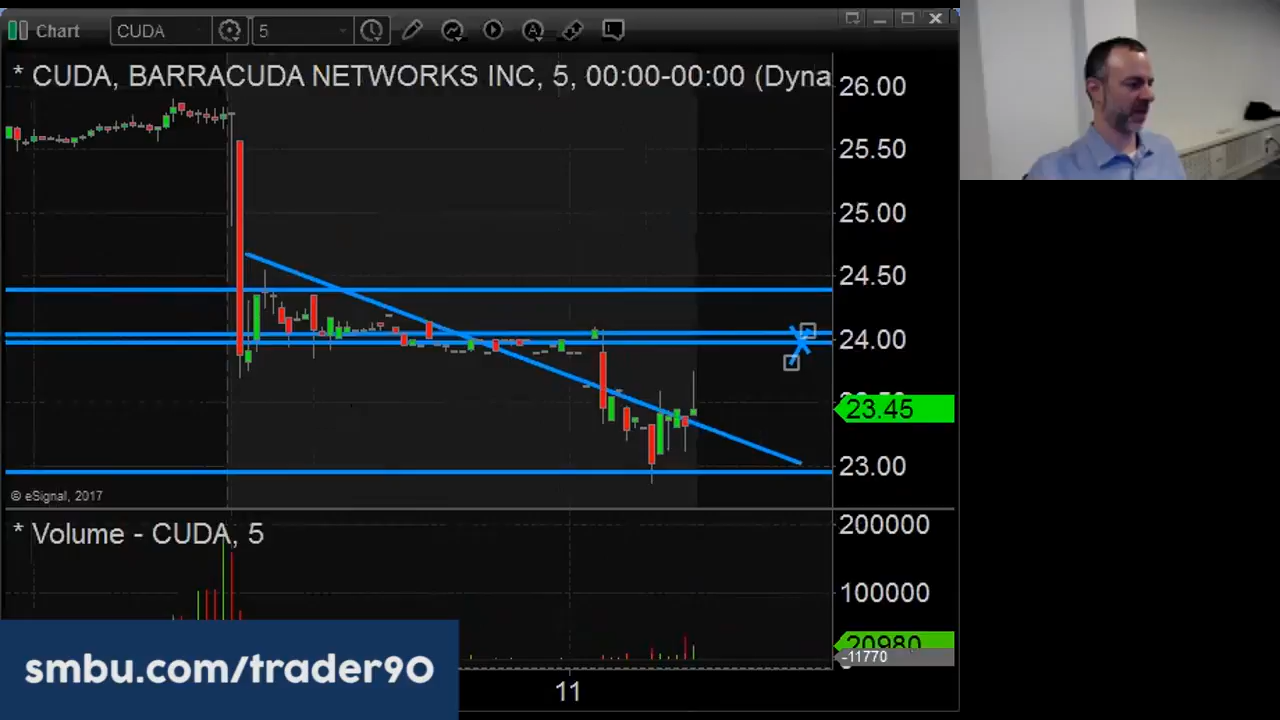 Chart
CUDA
5
* CUDA, BARRACUDA NETWORKS INC, 5, 00:00-00:00 (Dyna
26.00
25.50
25.00
24.50
24.00
23.50
23.45
23.00
© eSignal, 2017
* Volume - CUDA, 5
200000
100000
20980
-11770
smbu.com/trader90
11